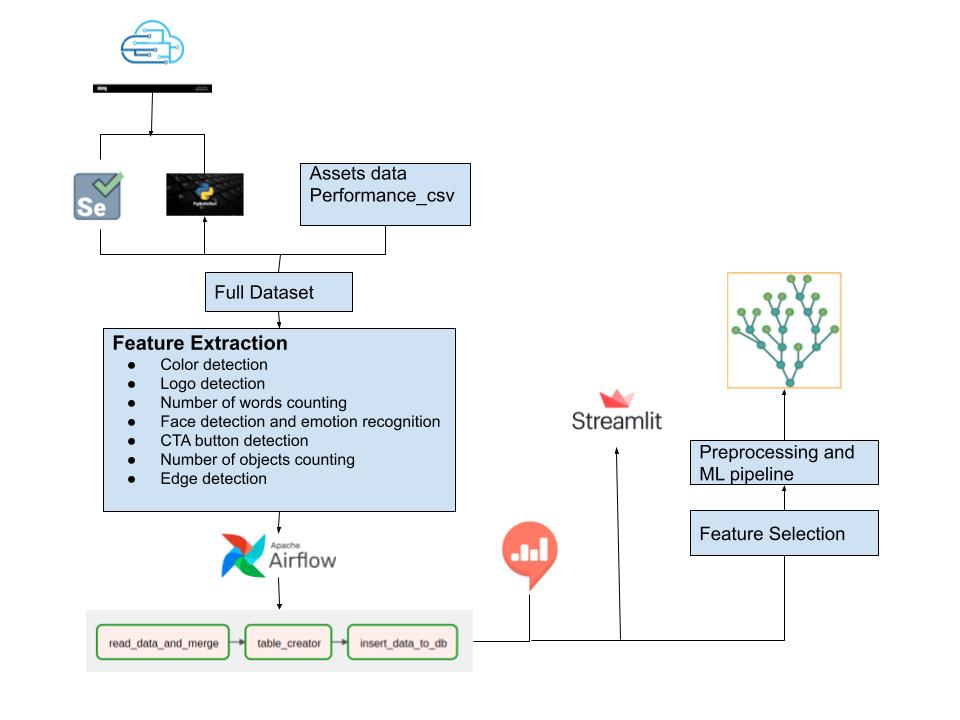 Se
Assets data
Performance_csv
Full Dataset
Feature Extraction
● Color detection
● Logo detection
● Number of words counting
● Face detection and emotion recognition
● CTA button detection
● Number of objects counting
● Edge detection
Apache
Airflow
Streamlit
Preprocessing and
ML pipeline
Feature Selection
read_data_and_merge
table_creator
insert_data_to_db